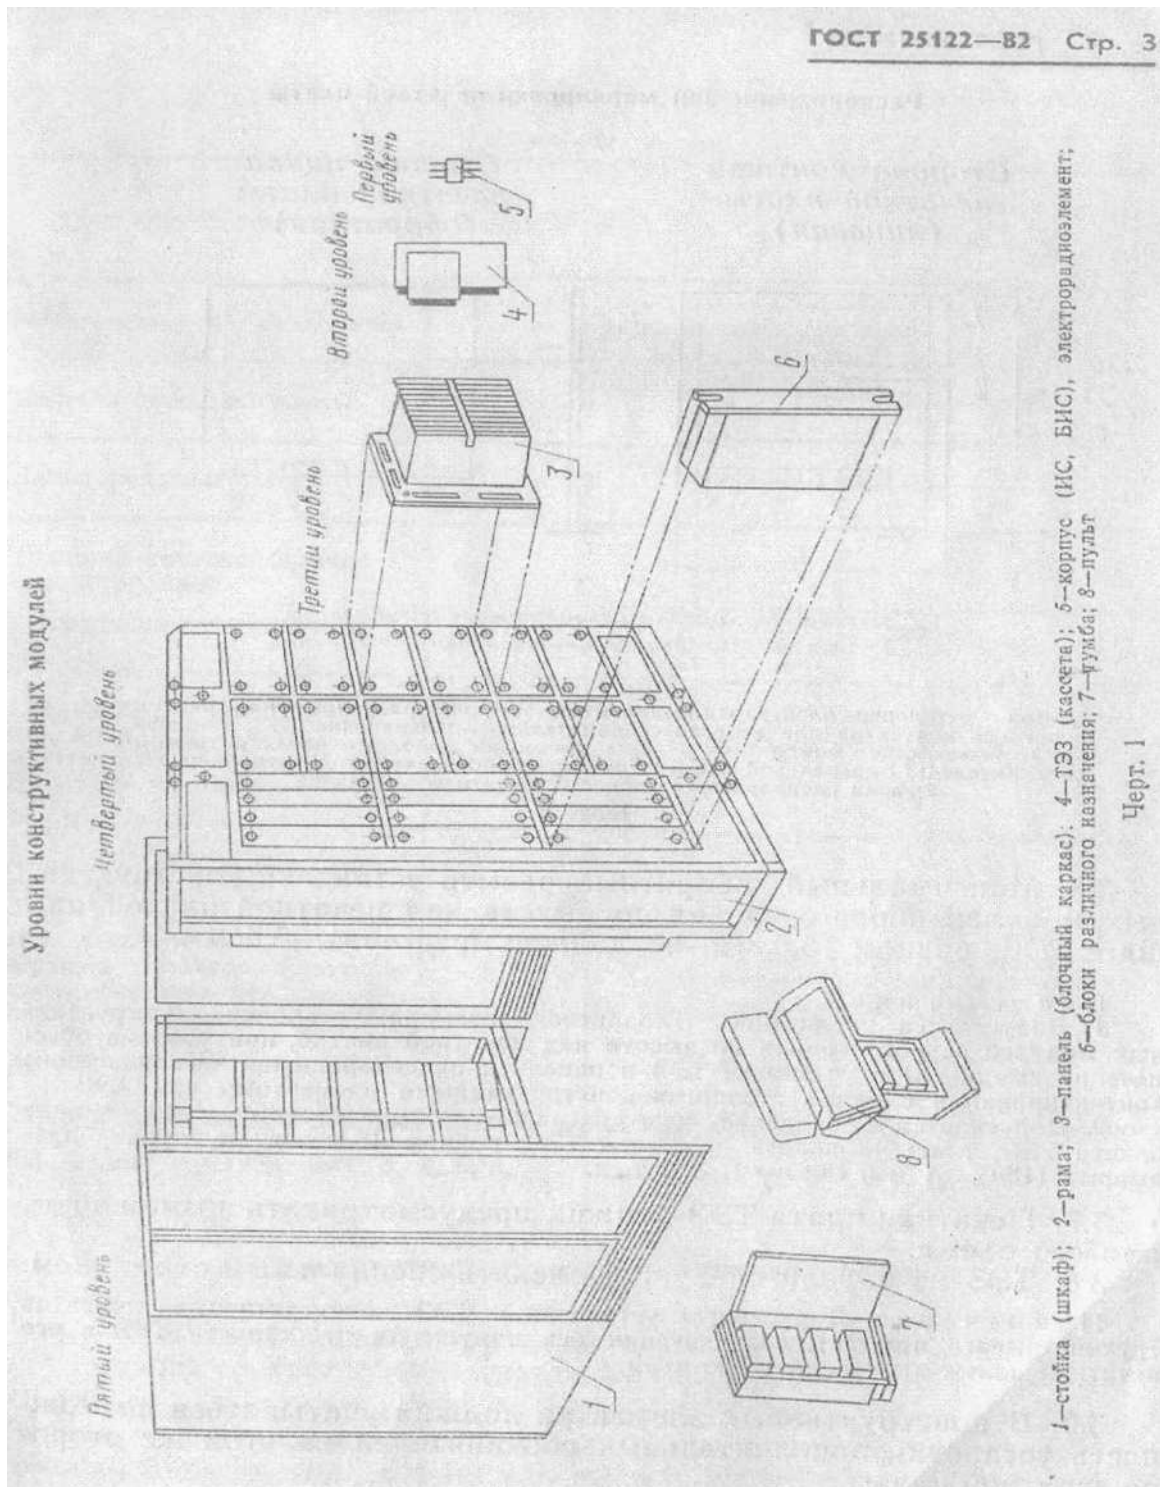 ГОСТ 25122—82 Стр. 3
Уровни конструктивных модулей
Пятый уровень
Четвертый уровень
Третий уровень
Второй уровень
Первый
уровень
1
2
3
4
5
6
7
8
1—стойка (шкаф); 2—рама; 3—панель (блочный каркас); 4—ТЭЗ (кассета); 5—корпус (ИС, БИС), электрорадиоэлемент;
6—блоки различного назначения; 7—тумба; 8—пульт
Черт. 1